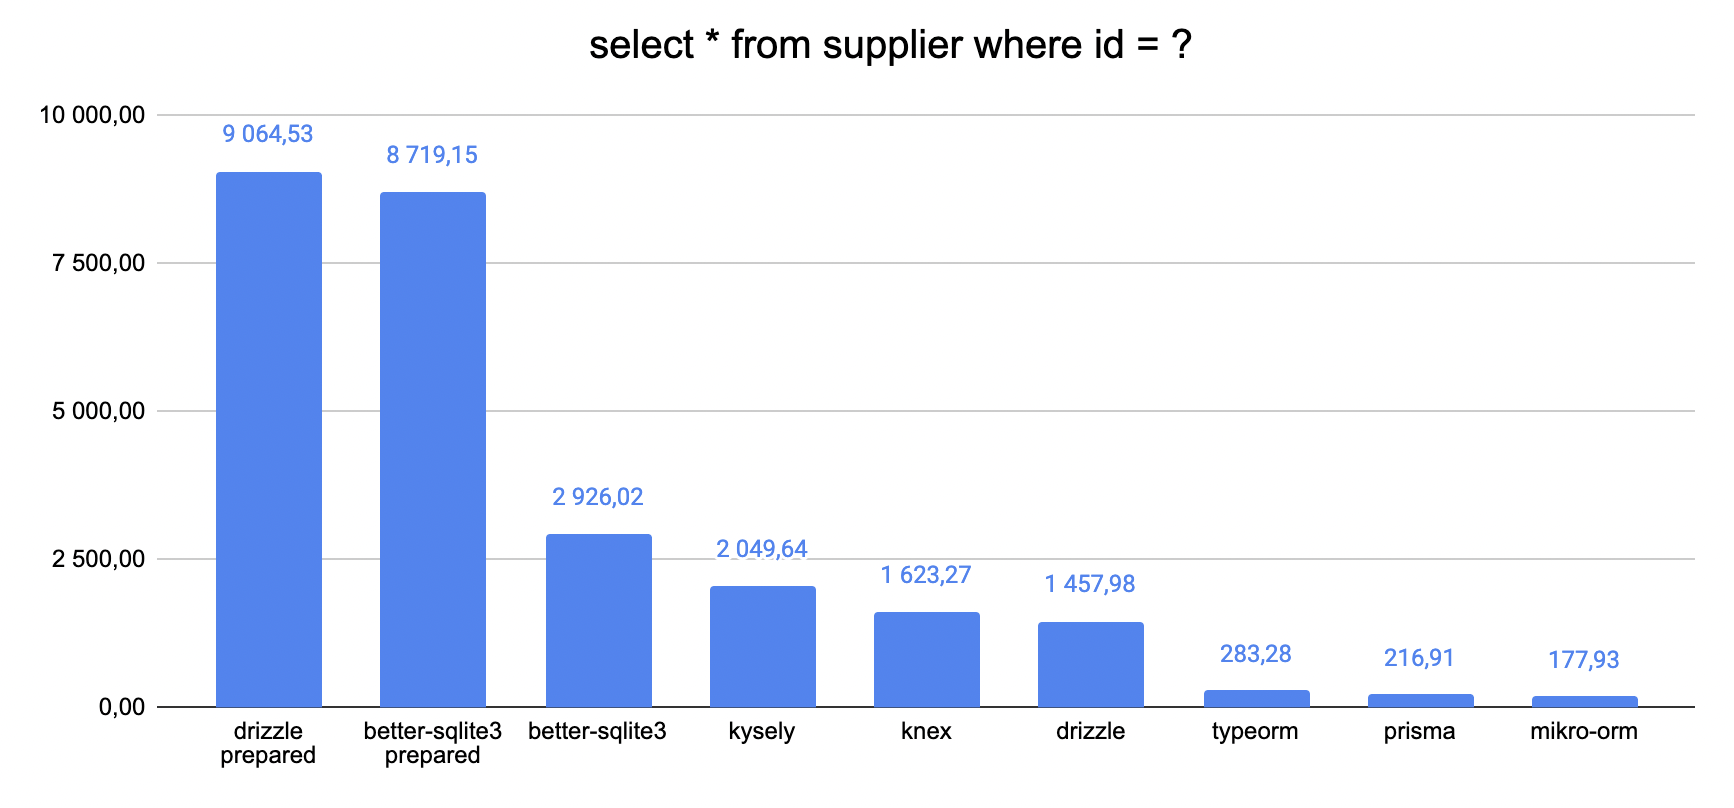 select * from supplier where id = ?
10 000,00
7 500,00
5 000,00
2 500,00
0,00
9 064,53
8 719,15
2 926,02
2 049,64
1 623,27
1 457,98
283,28
216,91
177,93
drizzle
prepared
better-sqlite3
prepared
better-sqlite3
kysely
knex
drizzle
typeorm
prisma
mikro-orm